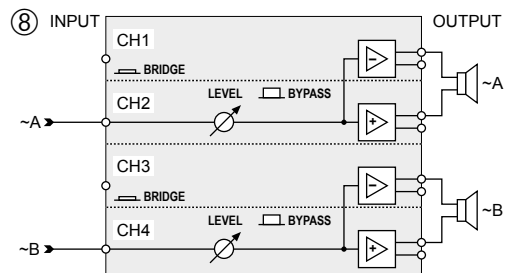 ⑧ INPUT OUTPUT
CH1
BRIDGE
~A
CH2 LEVEL BYPASS
~A
CH3
BRIDGE
~B
CH4 LEVEL BYPASS
~B